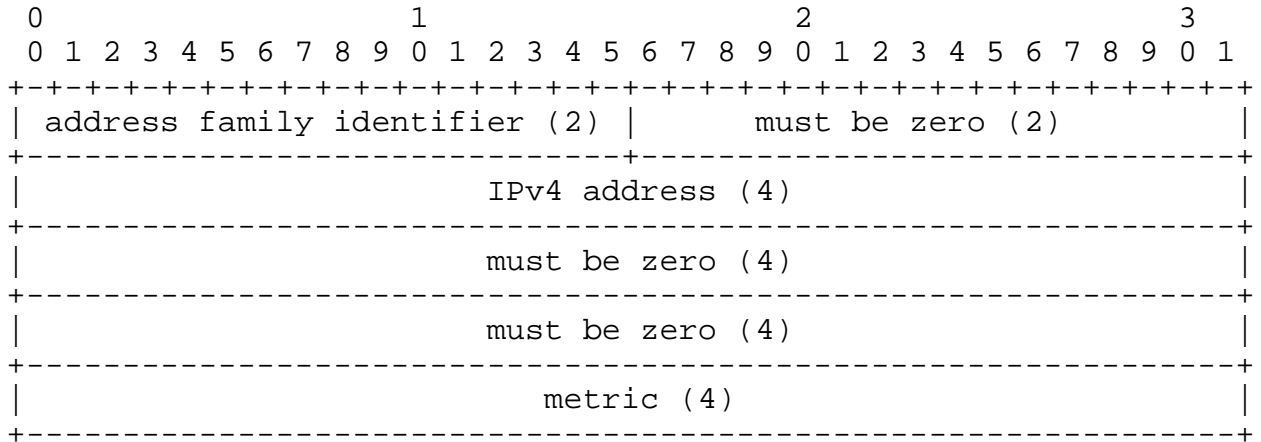 0                   1                   2                   3
0 1 2 3 4 5 6 7 8 9 0 1 2 3 4 5 6 7 8 9 0 1 2 3 4 5 6 7 8 9 0 1
+-+-+-+-+-+-+-+-+-+-+-+-+-+-+-+-+-+-+-+-+-+-+-+-+-+-+-+-+-+-+-+-+
| address family identifier (2) |      must be zero (2)         |
+-------------------------------+-------------------------------+
|                        IPv4 address (4)                       |
+---------------------------------------------------------------+
|                        must be zero (4)                       |
+---------------------------------------------------------------+
|                        must be zero (4)                       |
+---------------------------------------------------------------+
|                           metric (4)                          |
+---------------------------------------------------------------+